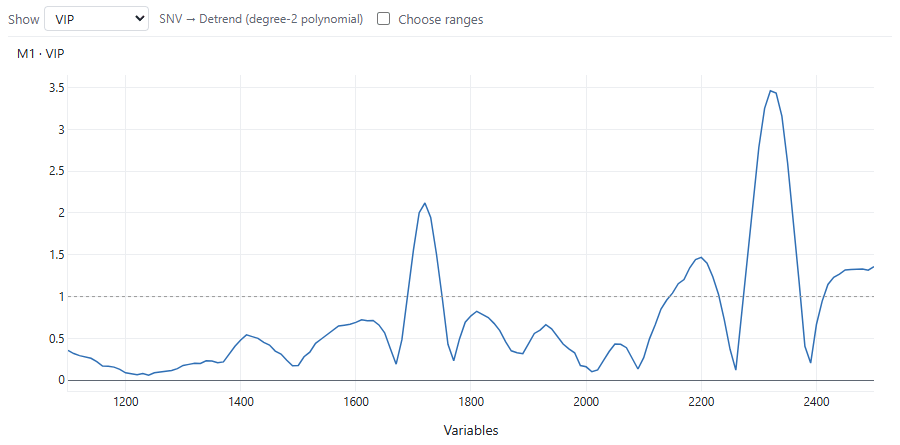 Show VIP SNV → Detrend (degree-2 polynomial) Choose ranges
M1 · VIP
3.5
3
2.5
2
1.5
1
0.5
0
1200 1400 1600 1800 2000 2200 2400
Variables